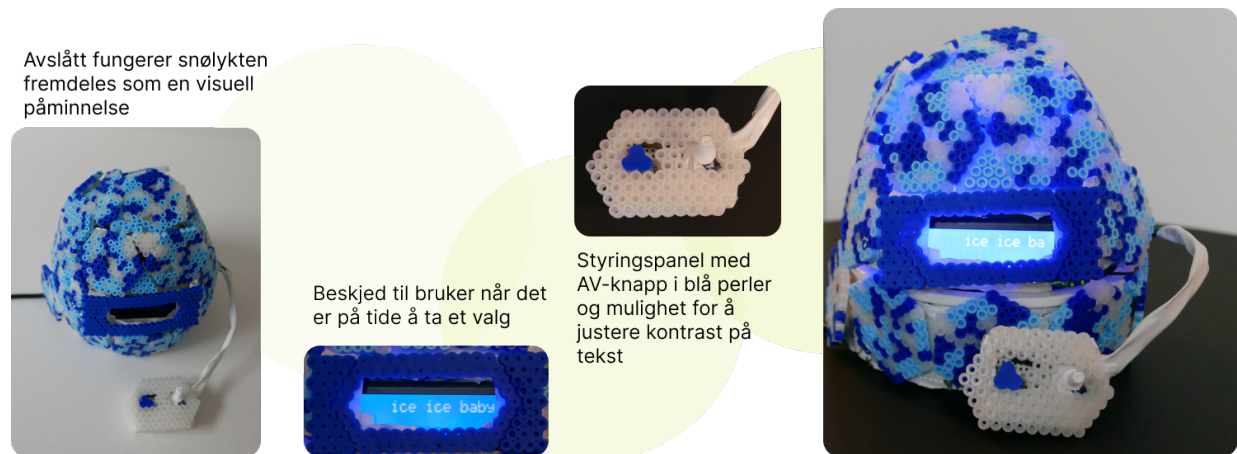 Avslått fungerer snølykten
fremdeles som en visuell
påminnelse
Beskjed til bruker når det
er på tide å ta et valg
ice ice baby
Styringspanel med
AV-knapp i blå perler
og mulighet for å
justere kontrast på
tekst
ice ice ba